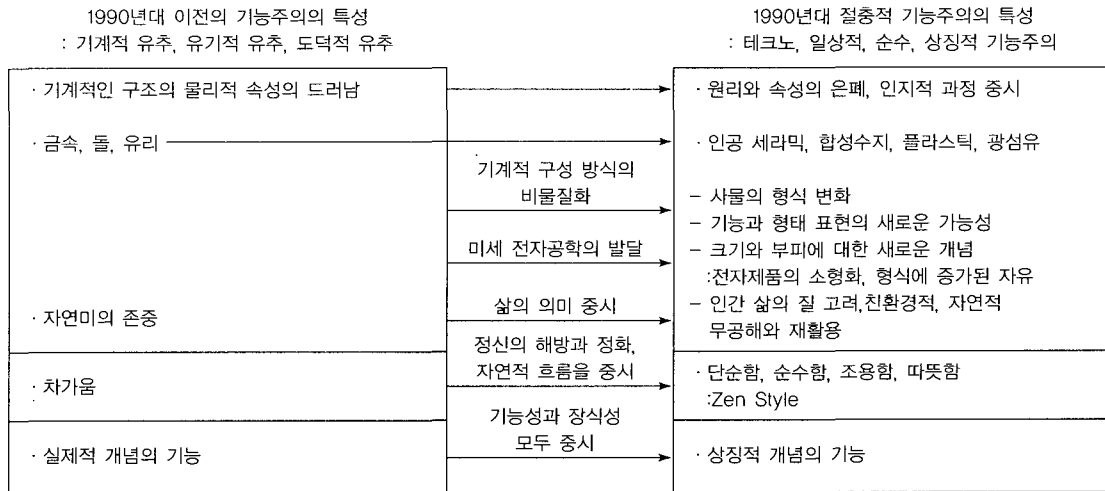 1990년대 이전의 기능주의의 특성
: 기계적 유추, 유기적 유추, 도덕적 유추
1990년대 절충적 기능주의의 특성
: 테크노, 일상적, 순수, 상징적 기능주의
· 기계적인 구조의 물리적 속성의 드러남
· 원리와 속성의 은폐, 인지적 과정 중시
· 금속, 돌, 유리
· 인공 세라믹, 합성수지, 플라스틱, 광섬유
기계적 구성 방식의
비물질화
– 사물의 형식 변화
– 기능과 형태 표현의 새로운 가능성
미세 전자공학의 발달
– 크기와 부피에 대한 새로운 개념
:전자제품의 소형화, 형식에 증가된 자유
· 자연미의 존중
삶의 의미 중시
– 인간 삶의 질 고려,친환경적, 자연적
무공해와 재활용
· 차가움
정신의 해방과 정화,
자연적 흐름을 중시
· 단순함, 순수함, 조용함, 따뜻함
:Zen Style
· 실제적 개념의 기능
기능성과 장식성
모두 중시
· 상징적 개념의 기능